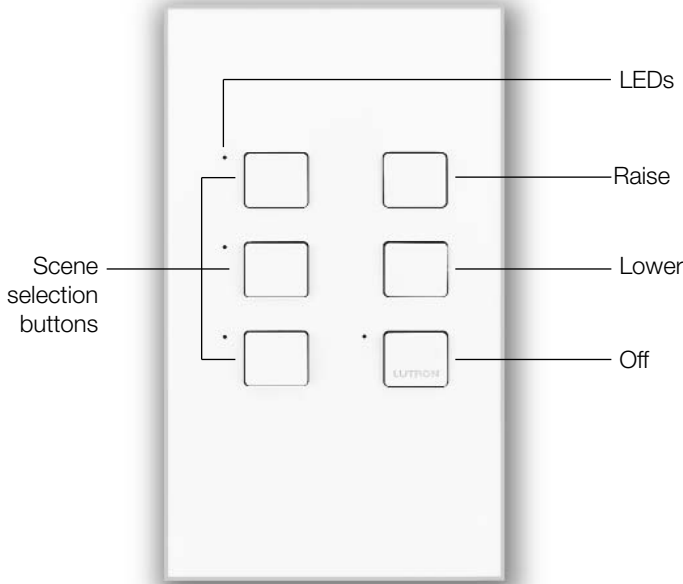 LEDs
Raise
Scene
selection
buttons
Lower
Off
LUTRON